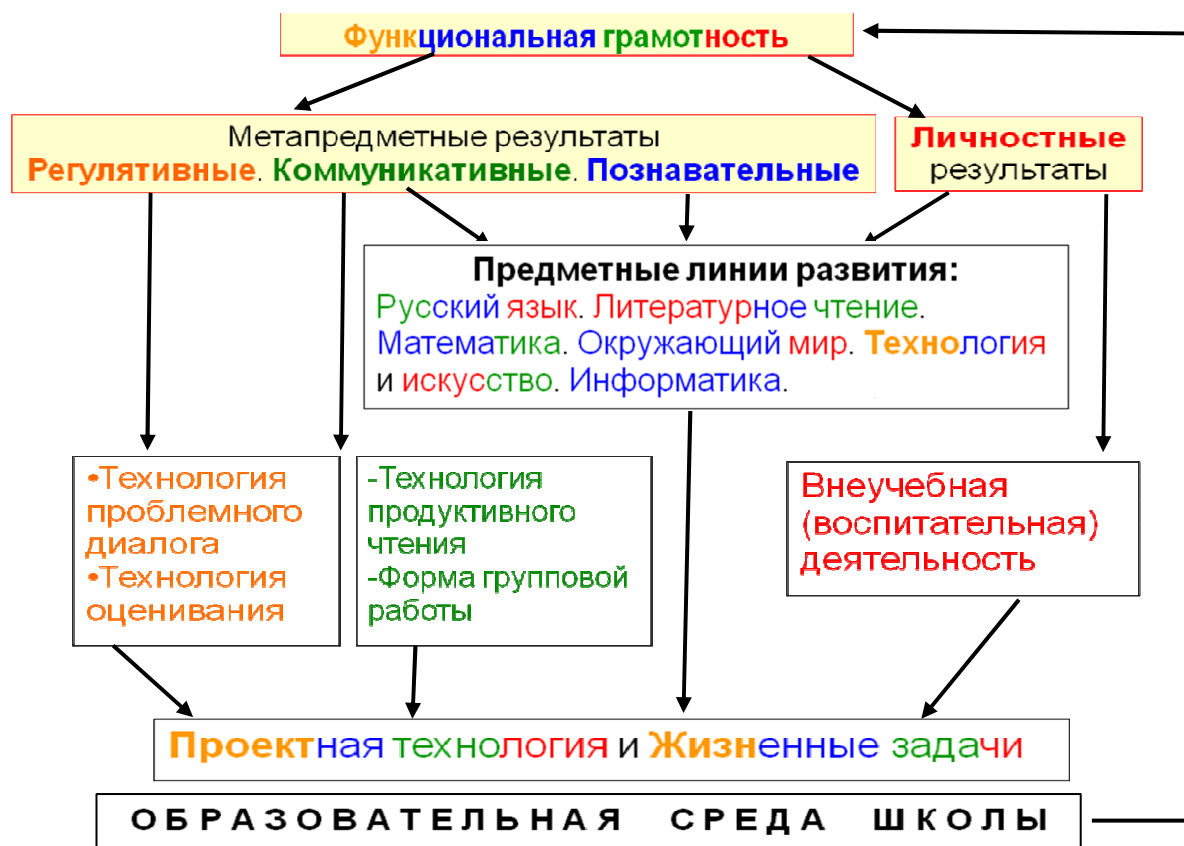 Функциональная грамотность
Метапредметные результаты
Регулятивные. Коммуникативные. Познавательные
Личностные
результаты
Предметные линии развития:
Русский язык. Литературное чтение.
Математика. Окружающий мир. Технология
и искусство. Информатика.
•Технология
проблемного
диалога
•Технология
оценивания
-Технология
продуктивного
чтения
-Форма групповой
работы
Внеучебная
(воспитательная)
деятельность
Проектная технология и Жизненные задачи
ОБРАЗОВАТЕЛЬНАЯ СРЕДА ШКОЛЫ